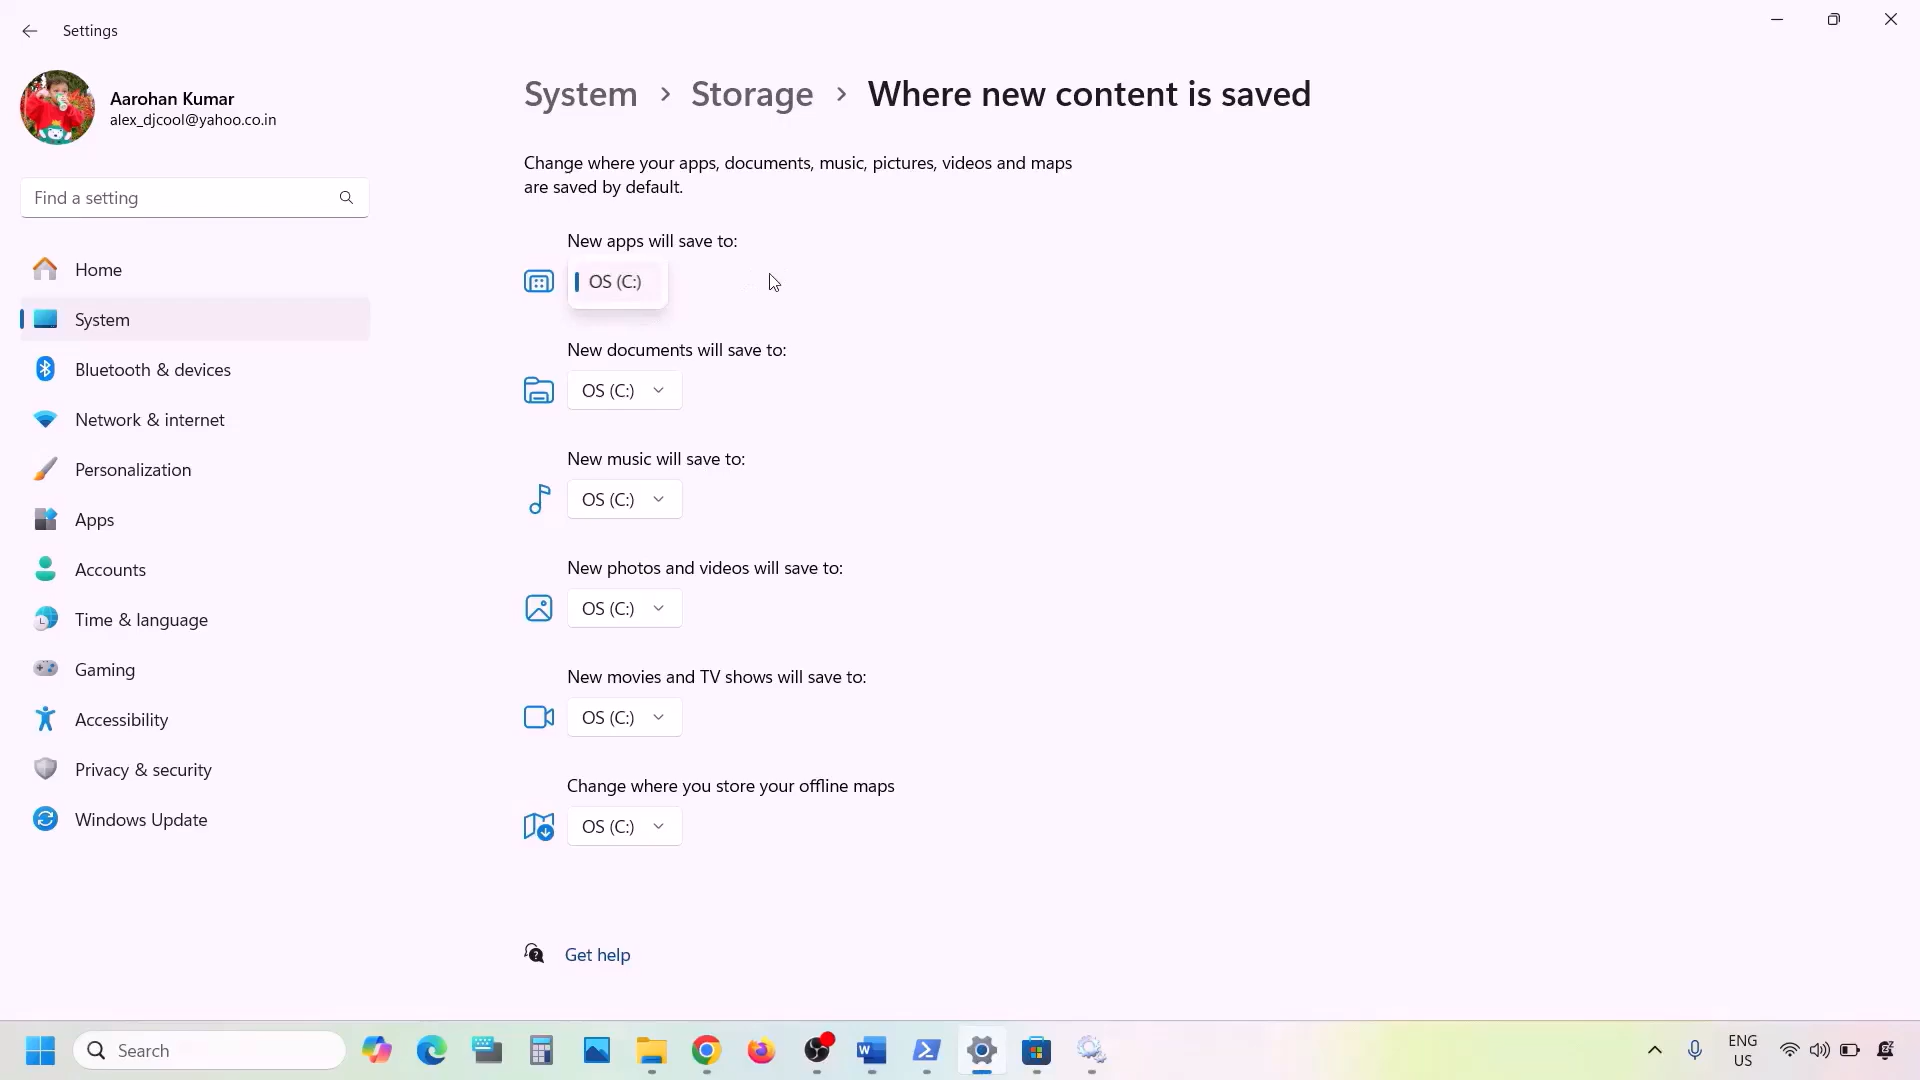 Settings
Aarohan Kumar
alex_djcool@yahoo.co.in
Find a setting
Home
System
Bluetooth & devices
Network & internet
Personalization
Apps
Accounts
Time & language
Gaming
Accessibility
Privacy & security
Windows Update
System > Storage > Where new content is saved
Change where your apps, documents, music, pictures, videos and maps
are saved by default.
New apps will save to:
OS (C:)
New documents will save to:
OS (C:)
New music will save to:
OS (C:)
New photos and videos will save to:
OS (C:)
New movies and TV shows will save to:
OS (C:)
Change where you store your offline maps
OS (C:)
Get help
Search
ENG
US